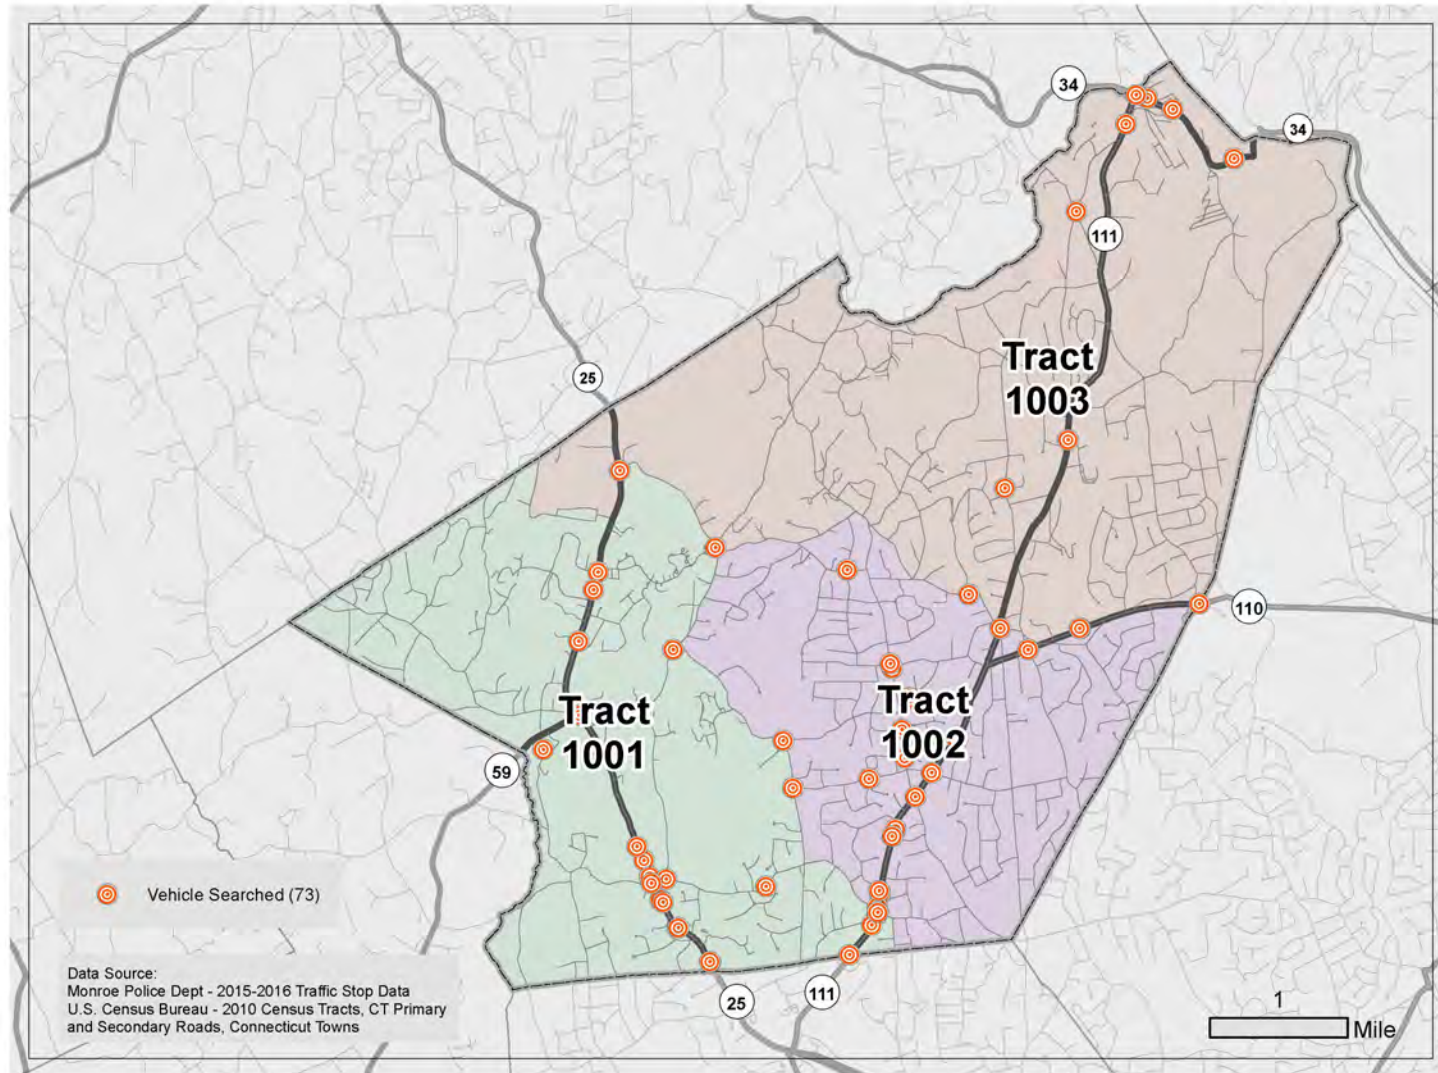 34
34
111
Tract
1003
25
110
Tract
1002
Tract
1001
59
Vehicle Searched (73)
Data Source:
Monroe Police Dept - 2015-2016 Traffic Stop Data
U.S. Census Bureau - 2010 Census Tracts, CT Primary
and Secondary Roads, Connecticut Towns
25
111
1
Mile